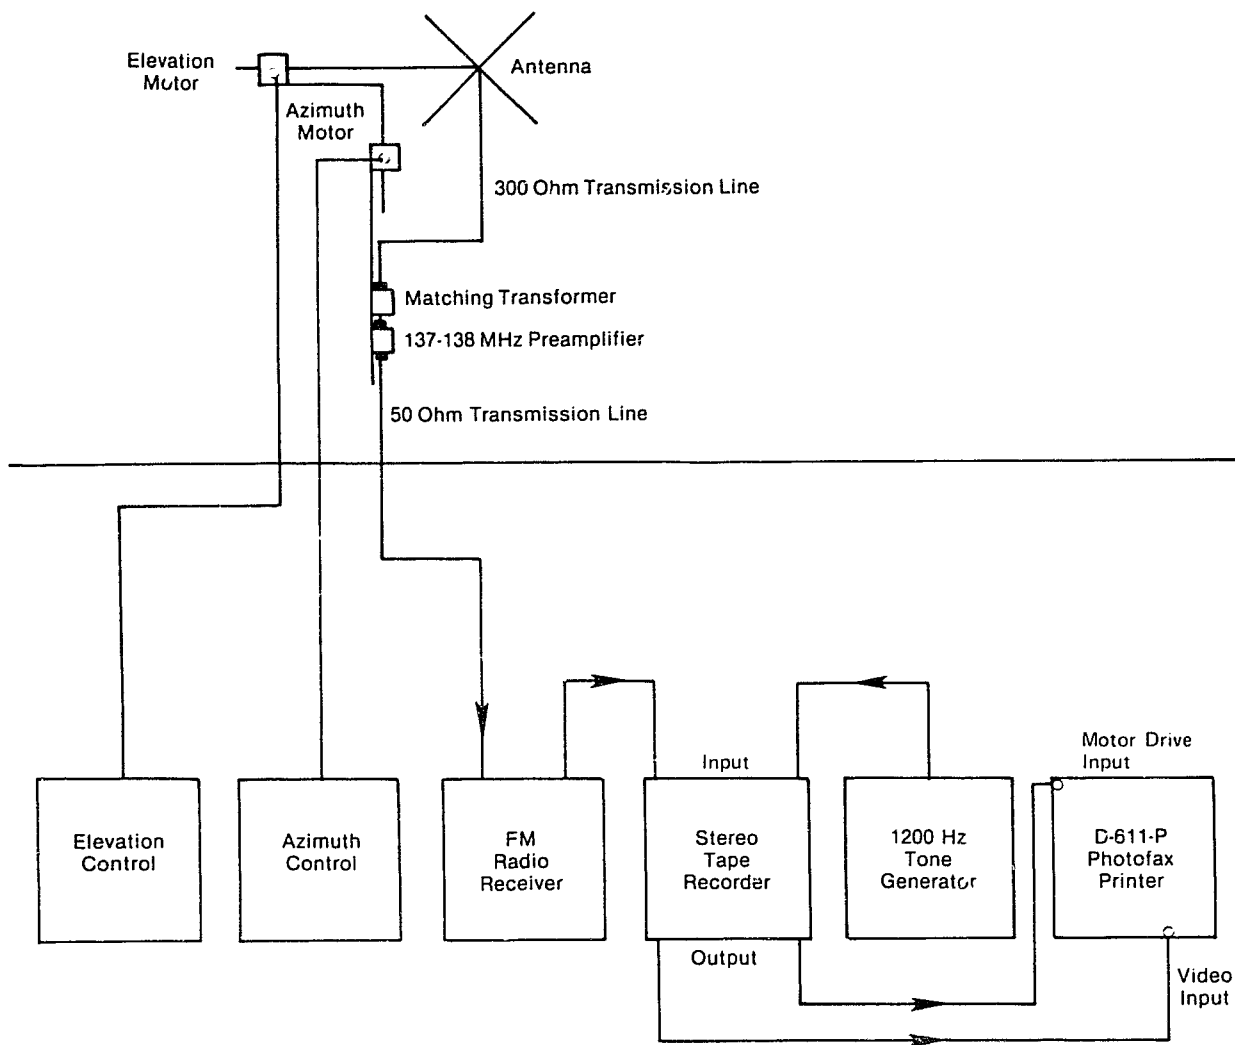 Elevation
Motor
Antenna
Azimuth
Motor
300 Ohm Transmission Line
Matching Transformer
137-138 MHz Preamplifier
50 Ohm Transmission Line
Motor Drive
Input
Input
Elevation
Control
Azimuth
Control
FM
Radio
Receiver
Stereo
Tape
Recorder
1200 Hz
Tone
Generator
D-611-P
Photofax
Printer
Output
Video
Input